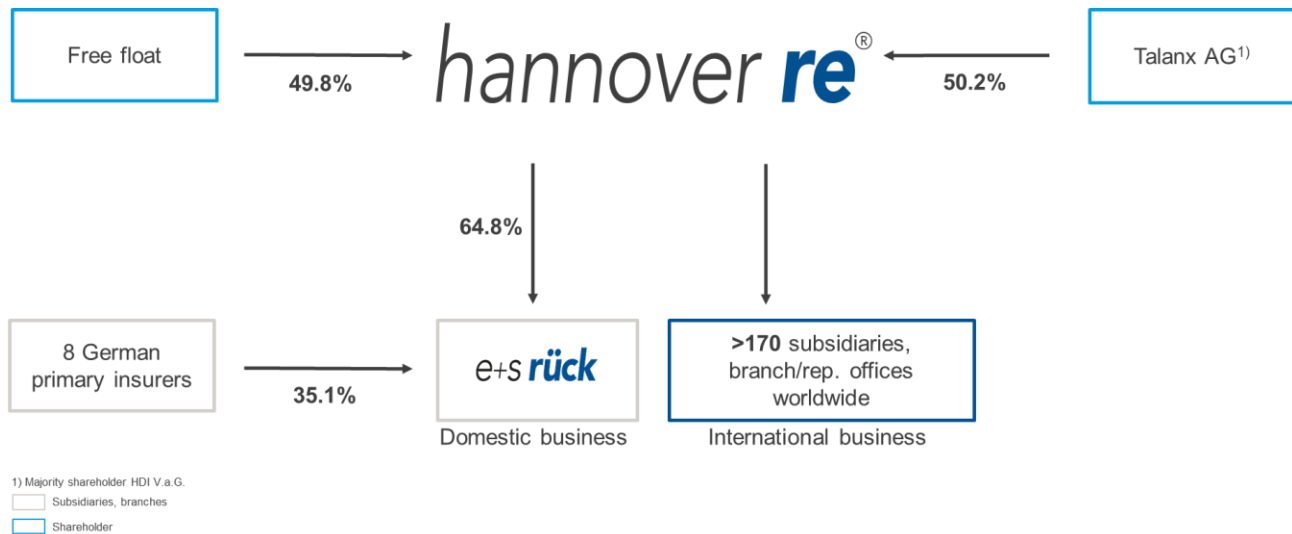 Free float
49.8%
hannover re®
50.2%
Talanx AG1)
64.8%
8 German
primary insurers
35.1%
e+s rück
Domestic business
>170 subsidiaries,
branch/rep. offices
worldwide
International business
1) Majority shareholder HDI V.a.G.
Subsidiaries, branches
Shareholder